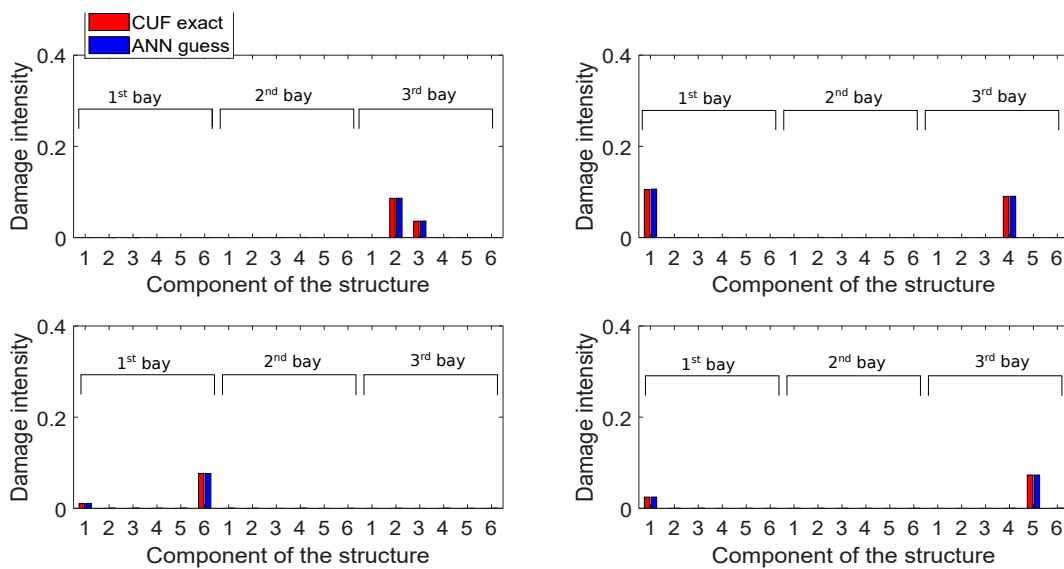 CUF exact
ANN guess
0.4
0.2
0
Damage intensity
1st bay
2nd bay
3rd bay
1 2 3 4 5 6 1 2 3 4 5 6 1 2 3 4 5 6
Component of the structure
0.4
0.2
0
Damage intensity
1st bay
2nd bay
3rd bay
1 2 3 4 5 6 1 2 3 4 5 6 1 2 3 4 5 6
Component of the structure
0.4
0.2
0
Damage intensity
1st bay
2nd bay
3rd bay
1 2 3 4 5 6 1 2 3 4 5 6 1 2 3 4 5 6
Component of the structure
0.4
0.2
0
Damage intensity
1st bay
2nd bay
3rd bay
1 2 3 4 5 6 1 2 3 4 5 6 1 2 3 4 5 6
Component of the structure